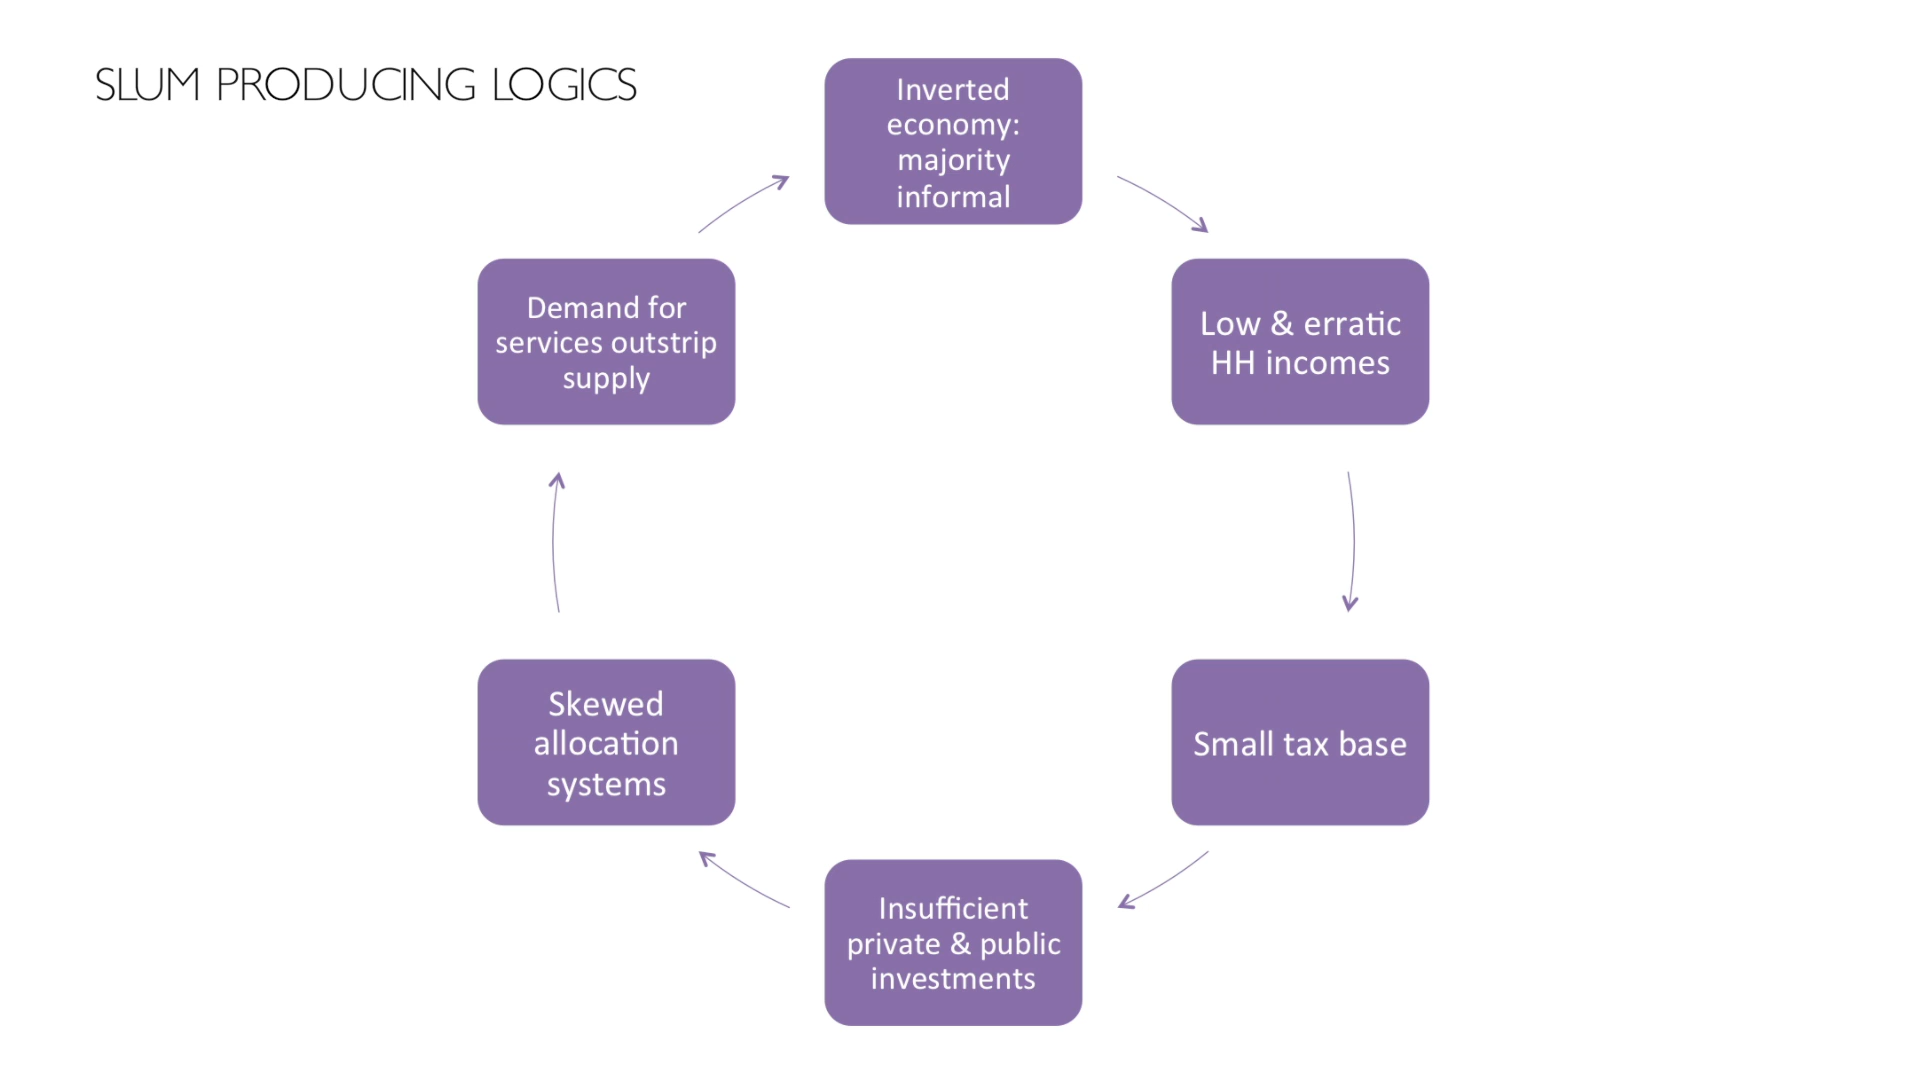 SLUM PRODUCING LOGICS
Inverted
economy:
majority
informal
Low & erratic
HH incomes
Small tax base
Insufficient
private & public
investments
Skewed
allocation
systems
Demand for
services outstrip
supply